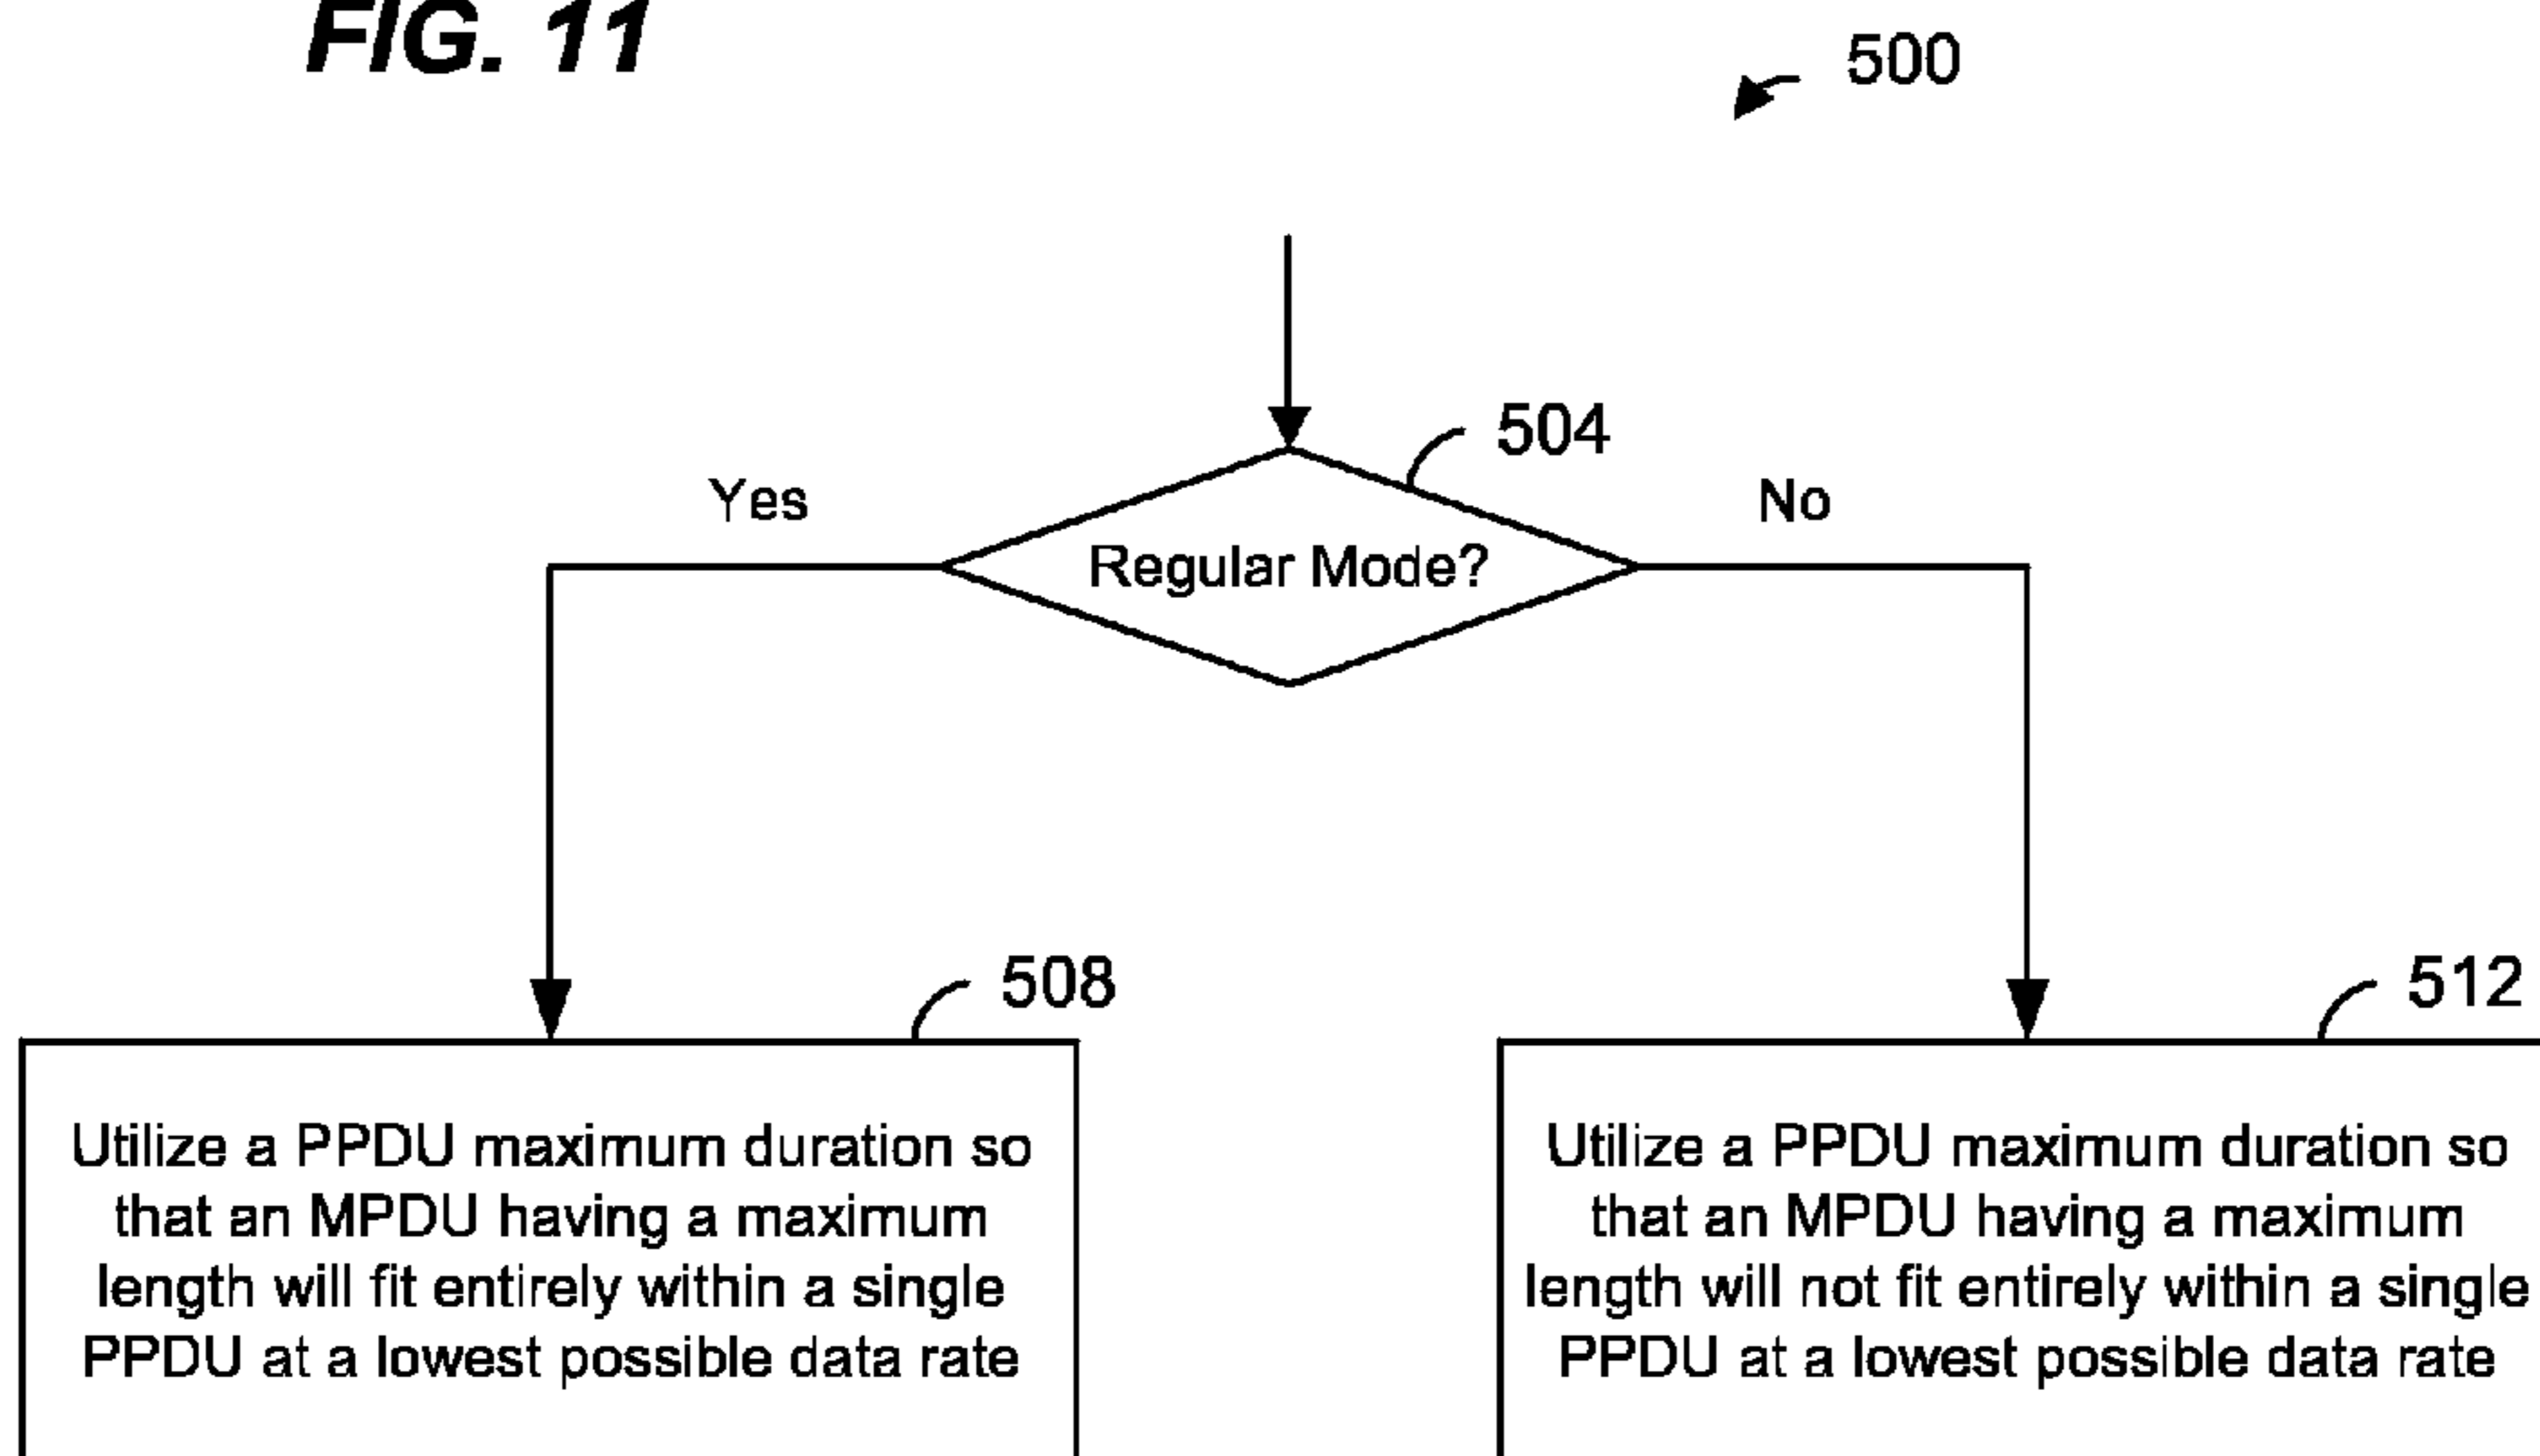 FIG. 11
500
504
Yes
No
Regular Mode?
508
512
Utilize a PPDU maximum duration so
that an MPDU having a maximum
length will fit entirely within a single
PPDU at a lowest possible data rate
Utilize a PPDU maximum duration so
that an MPDU having a maximum
length will not fit entirely within a single
PPDU at a lowest possible data rate